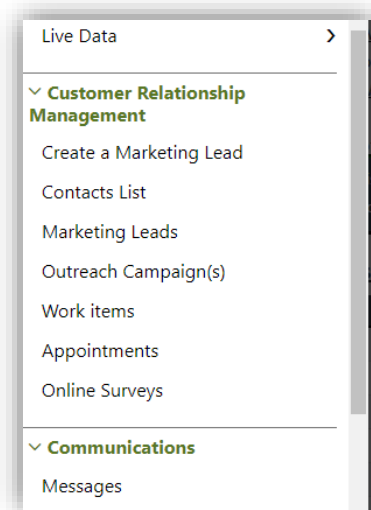 Live Data
Customer Relationship
Management
Create a Marketing Lead
Contacts List
Marketing Leads
Outreach Campaign(s)
Work items
Appointments
Online Surveys
Communications
Messages